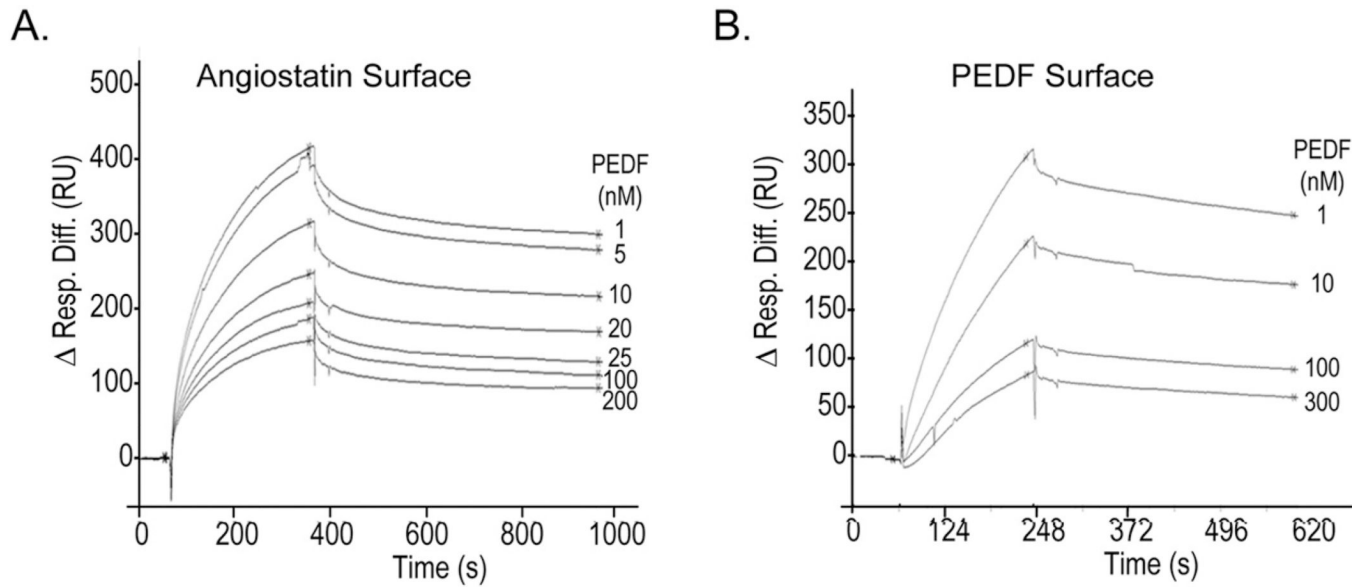 A.
Angiostatin Surface
Δ Resp. Diff. (RU)
500
400
300
200
100
0
PEDF
(nM)
1
5
10
20
25
100
200
0 200 400 600 800 1000
Time (s)
B.
PEDF Surface
Δ Resp. Diff. (RU)
350
300
250
200
150
100
50
0
PEDF
(nM)
1
10
100
300
0 124 248 372 496 620
Time (s)